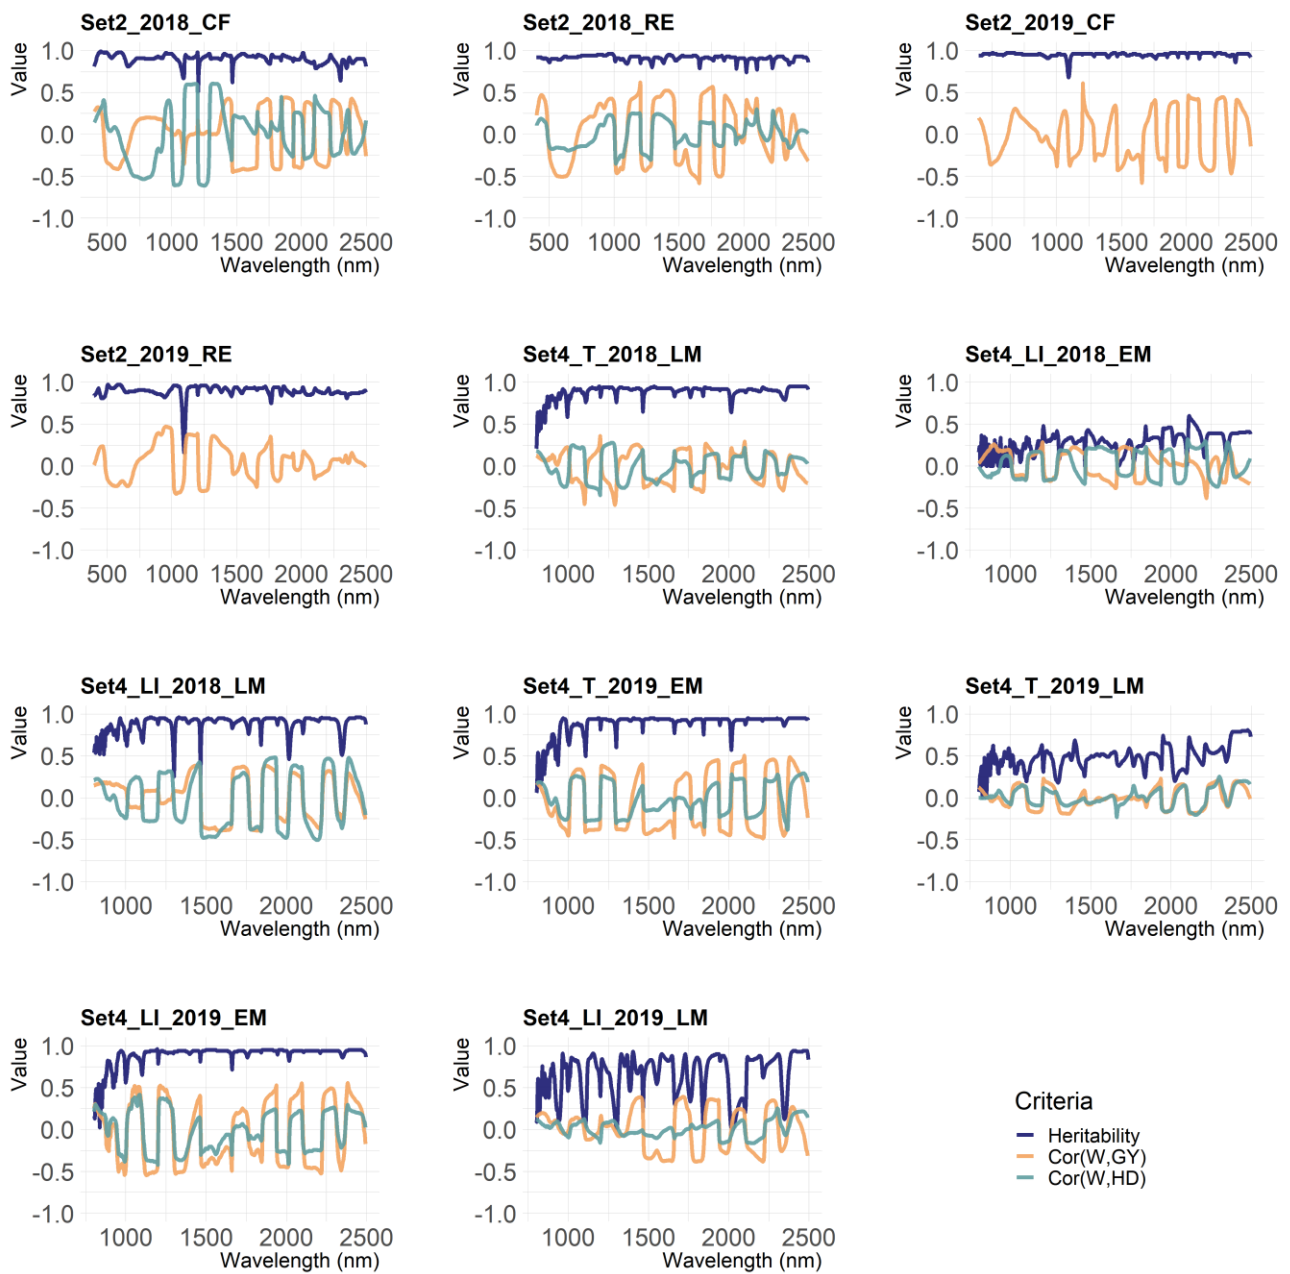 Set2_2018_CF
Value
1.0
0.5
0.0
-0.5
-1.0
500 1000 1500 2000 2500
Wavelength (nm)
Set2_2018_RE
Value
1.0
0.5
0.0
-0.5
-1.0
500 1000 1500 2000 2500
Wavelength (nm)
Set2_2019_CF
Value
1.0
0.5
0.0
-0.5
-1.0
500 1000 1500 2000 2500
Wavelength (nm)
Set2_2019_RE
Value
1.0
0.5
0.0
-0.5
-1.0
500 1000 1500 2000 2500
Wavelength (nm)
Set4_T_2018_LM
Value
1.0
0.5
0.0
-0.5
-1.0
1000 1500 2000 2500
Wavelength (nm)
Set4_LI_2018_EM
Value
1.0
0.5
0.0
-0.5
-1.0
1000 1500 2000 2500
Wavelength (nm)
Set4_LI_2018_LM
Value
1.0
0.5
0.0
-0.5
-1.0
1000 1500 2000 2500
Wavelength (nm)
Set4_T_2019_EM
Value
1.0
0.5
0.0
-0.5
-1.0
1000 1500 2000 2500
Wavelength (nm)
Set4_T_2019_LM
Value
1.0
0.5
0.0
-0.5
-1.0
1000 1500 2000 2500
Wavelength (nm)
Set4_LI_2019_EM
Value
1.0
0.5
0.0
-0.5
-1.0
1000 1500 2000 2500
Wavelength (nm)
Set4_LI_2019_LM
Value
1.0
0.5
0.0
-0.5
-1.0
1000 1500 2000 2500
Wavelength (nm)
Criteria
Heritability
Cor(W,GY)
Cor(W,HD)